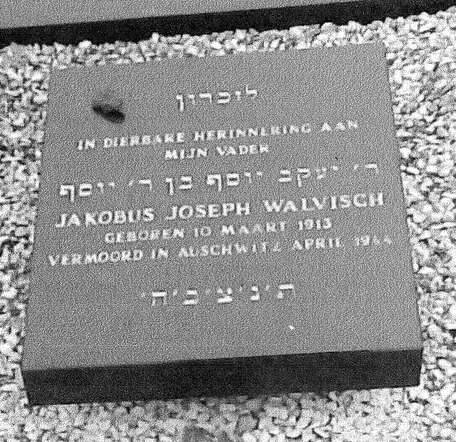 לזכרון
IN DIERBARE HERINNERING AAN
MIJN VADER
ר׳ יעקב יוסף בן ר׳ יוסף
JAKOBUS JOSEPH WALVISCH
GEBOREN 10 MAART 1913
VERMOORD IN AUSCHWITZ APRIL 1944
ת׳נ׳צ׳ב׳ה׳